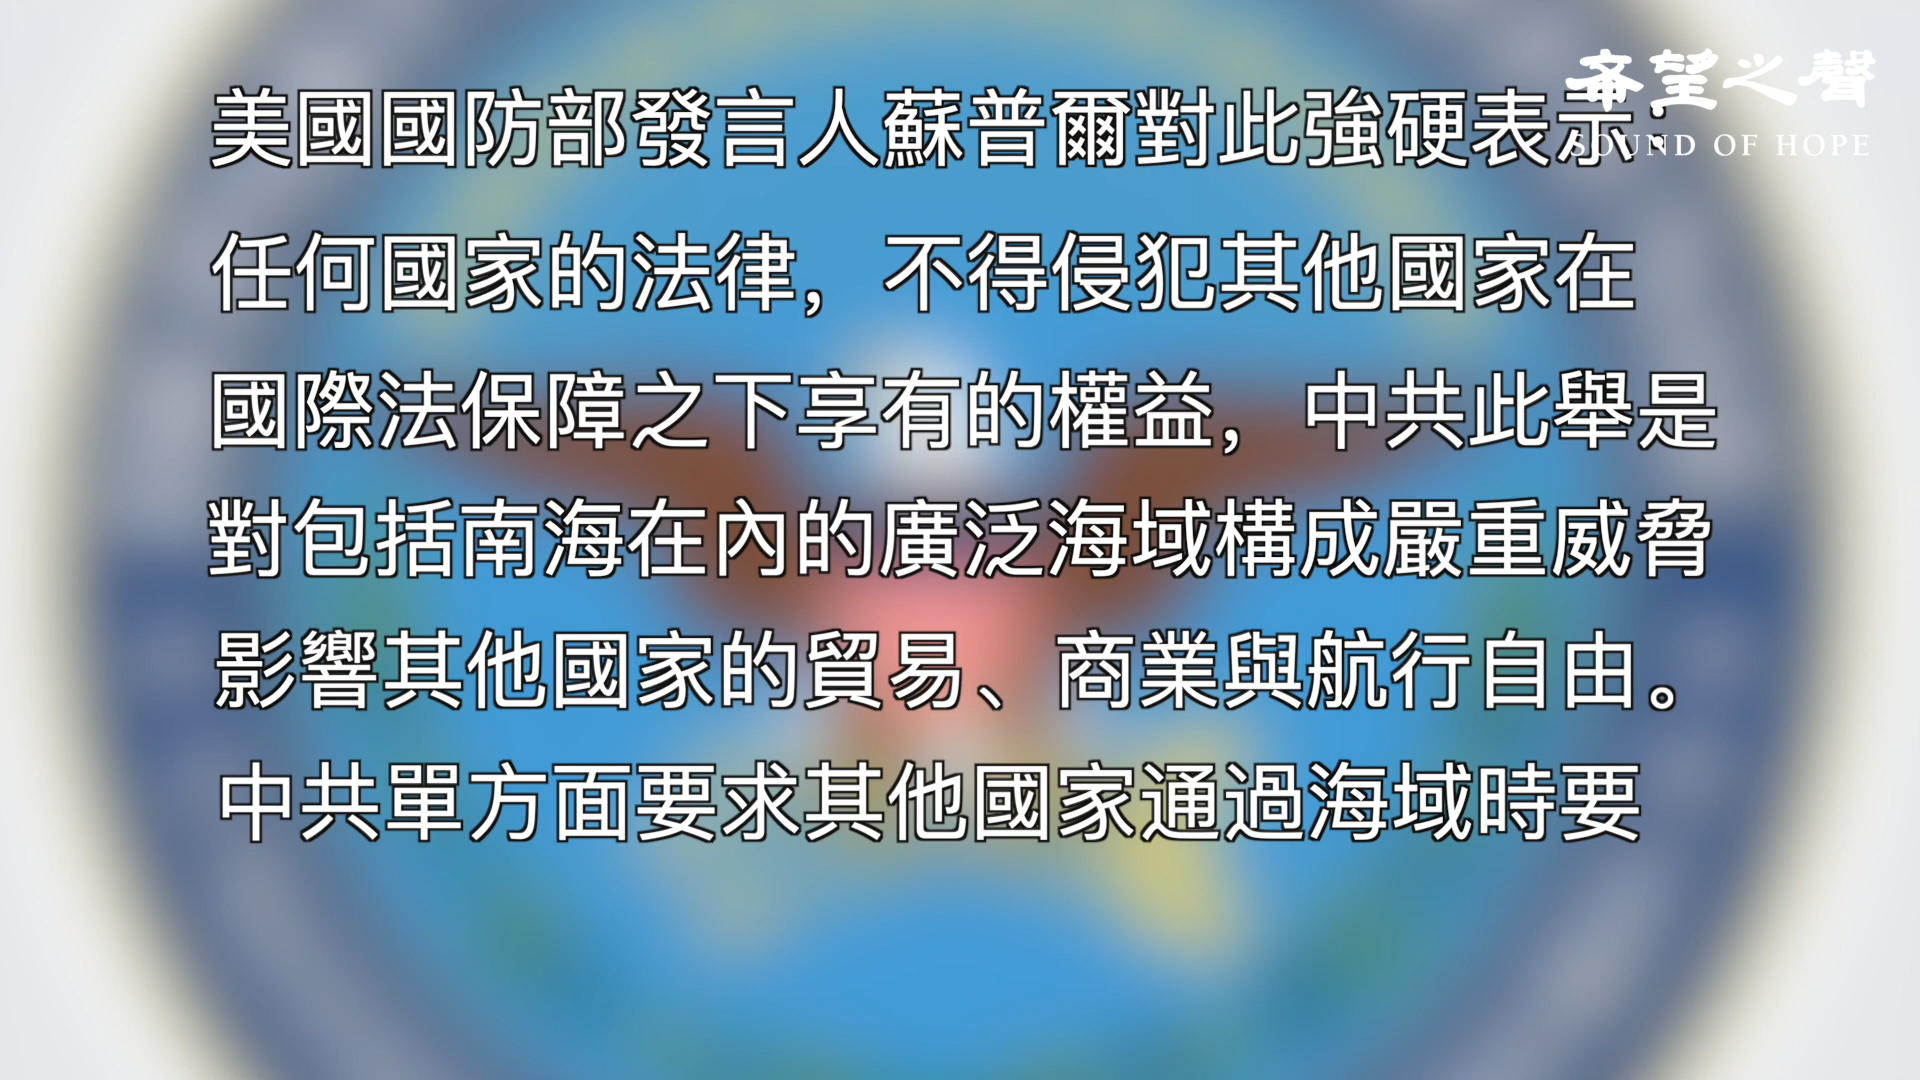 希望之聲
SOUND OF HOPE
美國國防部發言人蘇普爾對此強硬表示：
任何國家的法律，不得侵犯其他國家在
國際法保障之下享有的權益，中共此舉是
對包括南海在內的廣泛海域構成嚴重威脅
影響其他國家的貿易、商業與航行自由。
中共單方面要求其他國家通過海域時要